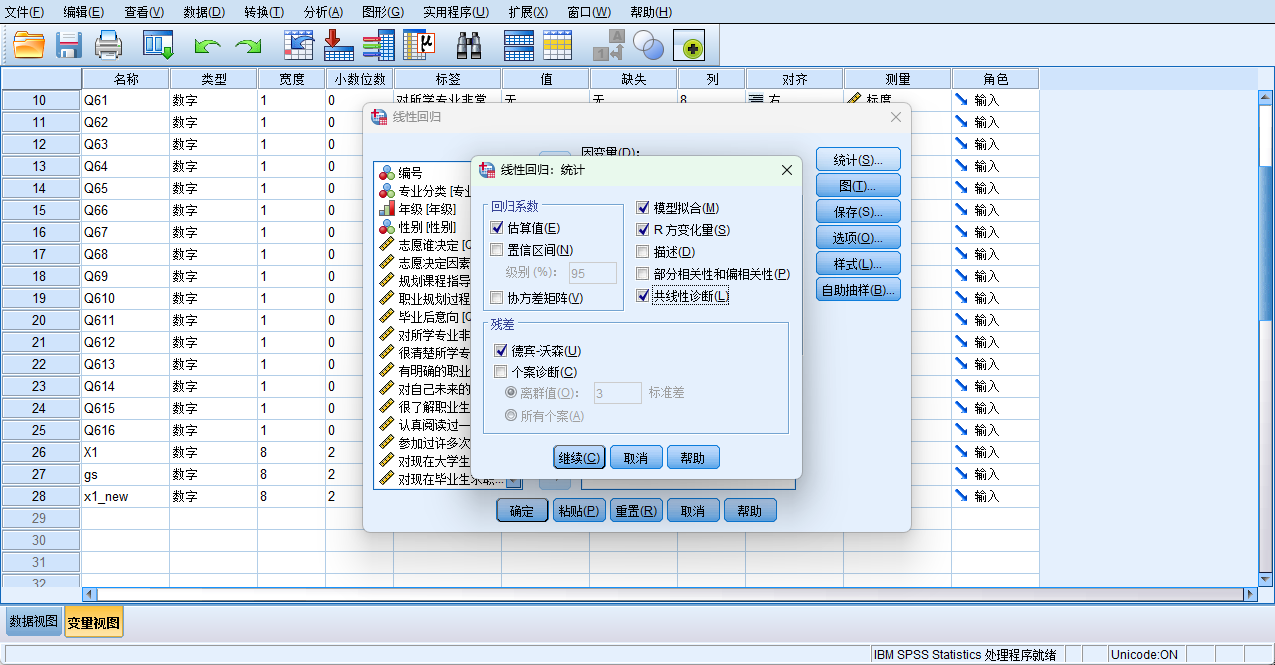 文件(F) 编辑(E) 查看(V) 数据(D) 转换(T) 分析(A) 图形(G) 实用程序(U) 扩展(X) 窗口(W) 帮助(H)
名称 类型 宽度 小数位数 标签 值 缺失 列 对齐 测量 角色
10 Q61 数字 1 0 对所学专业非常 无 无 8 右 标度 输入
11 Q62 数字 1 0 输入
12 Q63 数字 1 0 输入
13 Q64 数字 1 0 输入
14 Q65 数字 1 0 输入
15 Q66 数字 1 0 输入
16 Q67 数字 1 0 输入
17 Q68 数字 1 0 输入
18 Q69 数字 1 0 输入
19 Q610 数字 1 0 输入
20 Q611 数字 1 0 输入
21 Q612 数字 1 0 输入
22 Q613 数字 1 0 输入
23 Q614 数字 1 0 输入
24 Q615 数字 1 0 输入
25 Q616 数字 1 0 输入
26 X1 数字 8 2 输入
27 gs 数字 8 2 输入
28 x1_new 数字 8 2 输入
29
30
31
32
线性回归
因变量(D):
编号
专业分类 [专业
年级 [年级]
性别 [性别]
志愿谁决定 [Q
志愿决定因素
规划课程指导
职业规划过程
毕业后意向 [Q
对所学专业非
很清楚所学专
有明确的职业
对自己未来的
很了解职业生
认真阅读过一
参加过许多次
对现在大学生
对现在毕业生求职...
统计(S)...
图(T)...
保存(S)...
选项(O)...
样式(L)...
自助抽样(B)...
确定 粘贴(P) 重置(R) 取消 帮助
线性回归：统计
回归系数
估算值(E)
置信区间(N)
级别 (%)： 95
协方差矩阵(V)
模型拟合(M)
R 方变化量(S)
描述(D)
部分相关性和偏相关性(P)
共线性诊断(L)
残差
德宾-沃森(U)
个案诊断(C)
离群值(O)： 3 标准差
所有个案(A)
继续(C) 取消 帮助
数据视图 变量视图
IBM SPSS Statistics 处理程序就绪 Unicode:ON